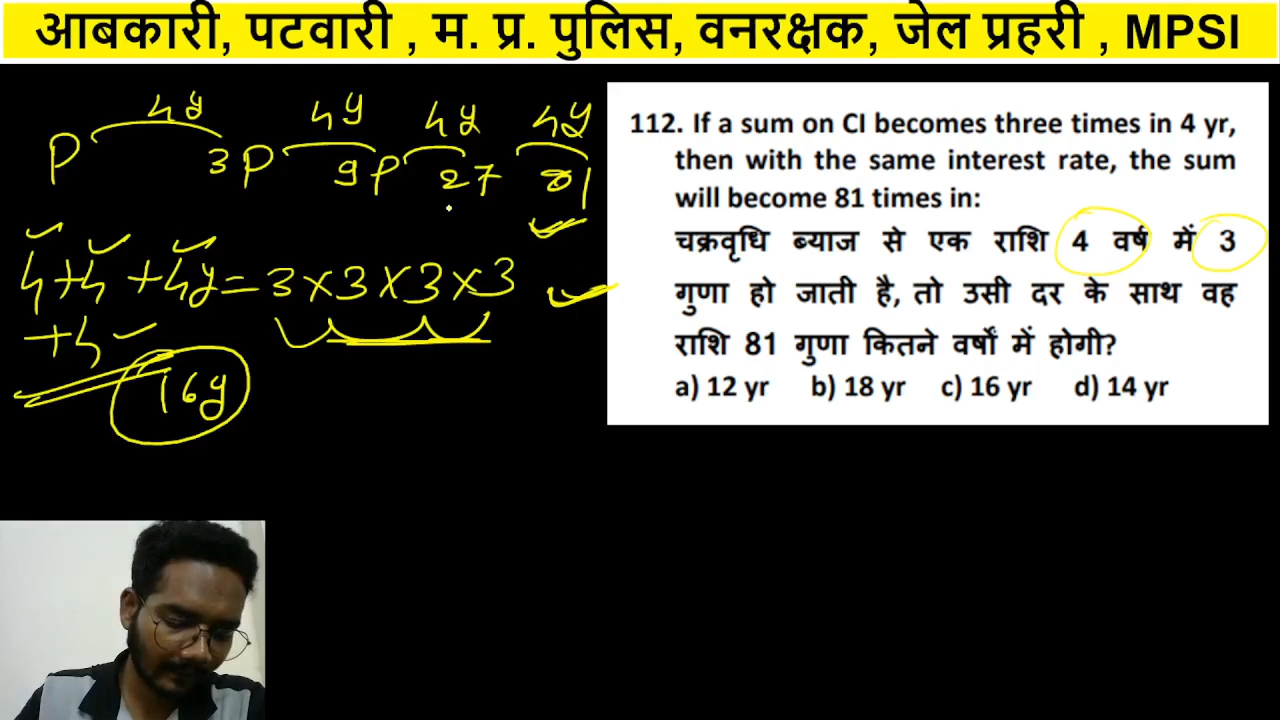 आबकारी, पटवारी , म. प्र. पुलिस, वनरक्षक, जेल प्रहरी , MPSI
4y 4y 4y 4y
P 3P 9P 27 81
4+4+4y=3×3×3×3
+4
16y
112. If a sum on CI becomes three times in 4 yr,
then with the same interest rate, the sum
will become 81 times in:
चक्रवृधि ब्याज से एक राशि 4 वर्ष में 3
गुणा हो जाती है, तो उसी दर के साथ वह
राशि 81 गुणा कितने वर्षों में होगी?
a) 12 yr b) 18 yr c) 16 yr d) 14 yr